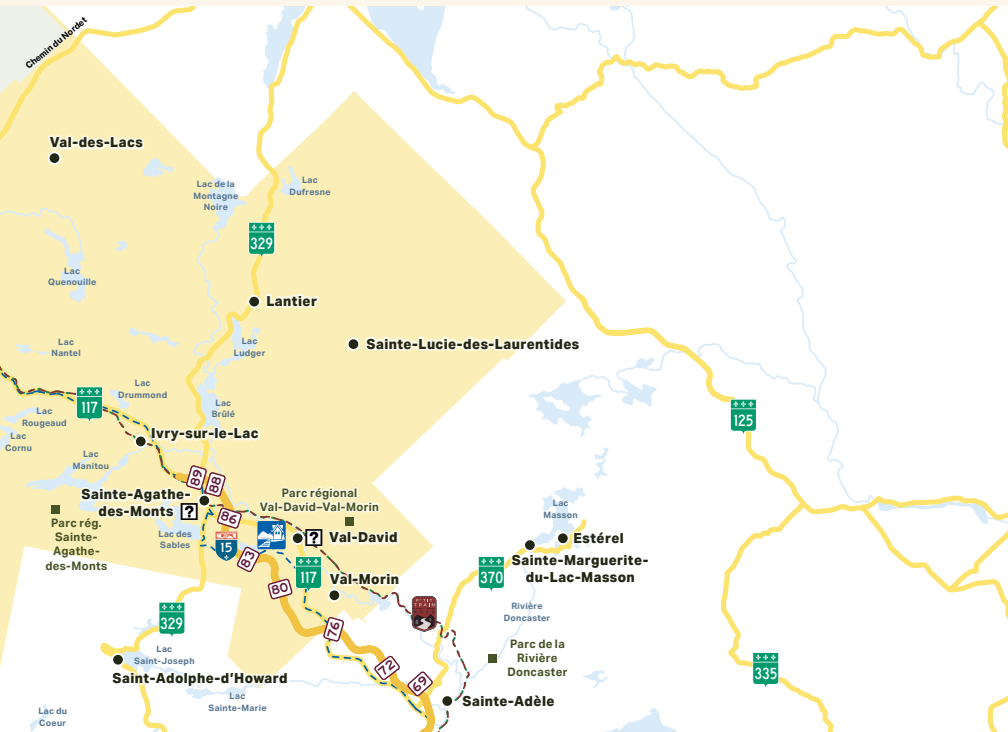 Chemin du Nordet
Val-des-Lacs
Lac de la
Montagne
Noire
Lac
Dufresne
329
Lac
Quenouille
Lantier
Lac
Nantel
Lac
Ludger
Sainte-Lucie-des-Laurentides
Lac
Drummond
117
Lac
Rougeaud
Lac
Brûlé
125
Lac
Cornu
Ivry-sur-le-Lac
Lac
Manitou
89
88
Sainte-Agathe-
des-Monts
?
Parc régional
Val-David–Val-Morin
86
Parc rég.
Sainte-
Agathe-
des-Monts
Lac des
Sables
15
83
?
Val-David
Lac
Masson
Estérel
Sainte-Marguerite-
du-Lac-Masson
117
Val-Morin
370
80
P'TIT
TRAIN
Rivière
Doncaster
329
76
Parc de la
Rivière
Doncaster
Lac
Saint-Joseph
72
69
335
Saint-Adolphe-d'Howard
Lac
Sainte-Marie
Sainte-Adèle
Lac du
Coeur